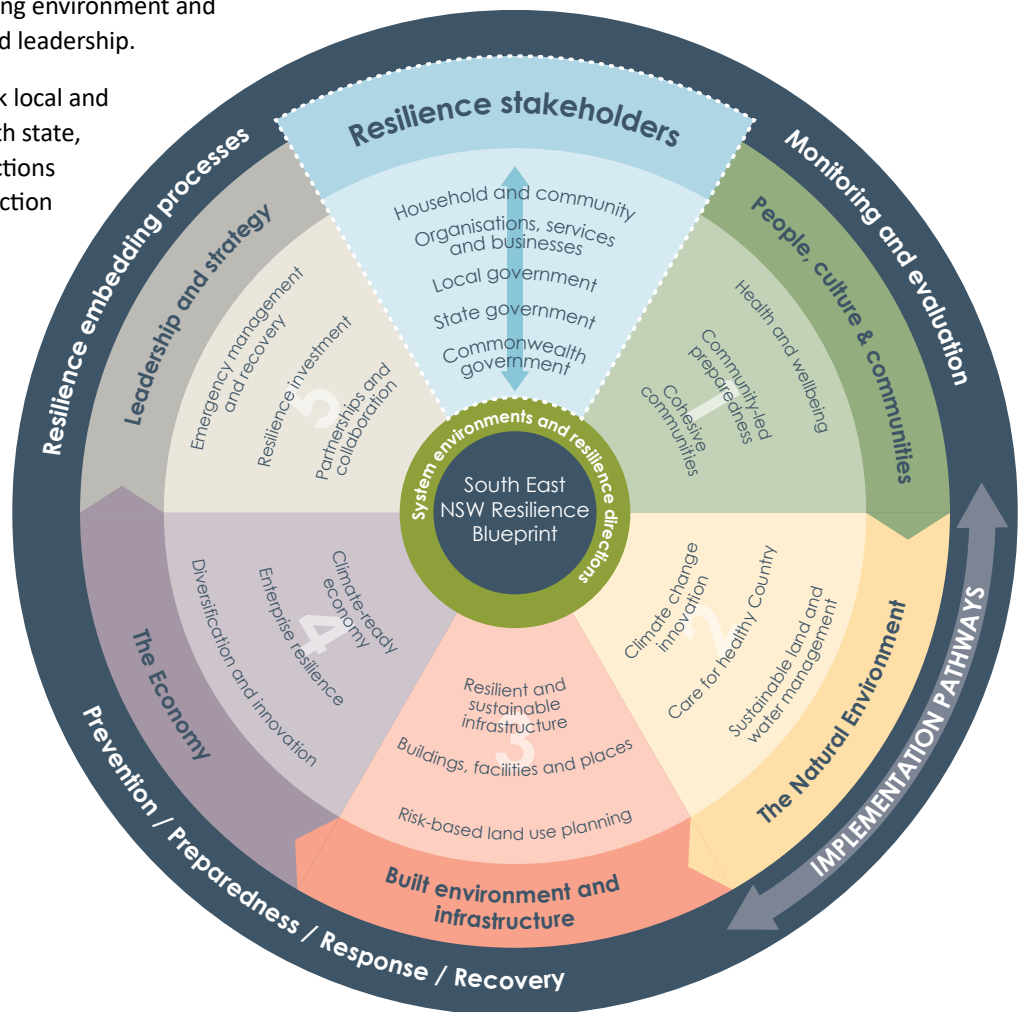 environment and
leadership.
local and
state,
Resilience stakeholders
Household and community
Organisations, services
and businesses
Local government
State government
Commonwealth
government
Monitoring and evaluation
People, culture & communities
Health and wellbeing
Community-led
preparedness
Cohesive
communities
1
IMPLEMENTATION PATHWAYS
The Natural Environment
Sustainable land and
water management
Care for healthy Country
Climate change
innovation
2
Built environment and
infrastructure
Resilient and
sustainable
infrastructure
Buildings, facilities and places
Risk-based land use planning
3
Prevention / Preparedness / Response / Recovery
The Economy
Climate-ready
economy
Enterprise resilience
Diversification and innovation
4
Resilience embedding processes
Leadership and strategy
Emergency management
and recovery
Resilience investment
Partnerships and
collaboration
5
System environments and resilience directions
South East
NSW Resilience
Blueprint